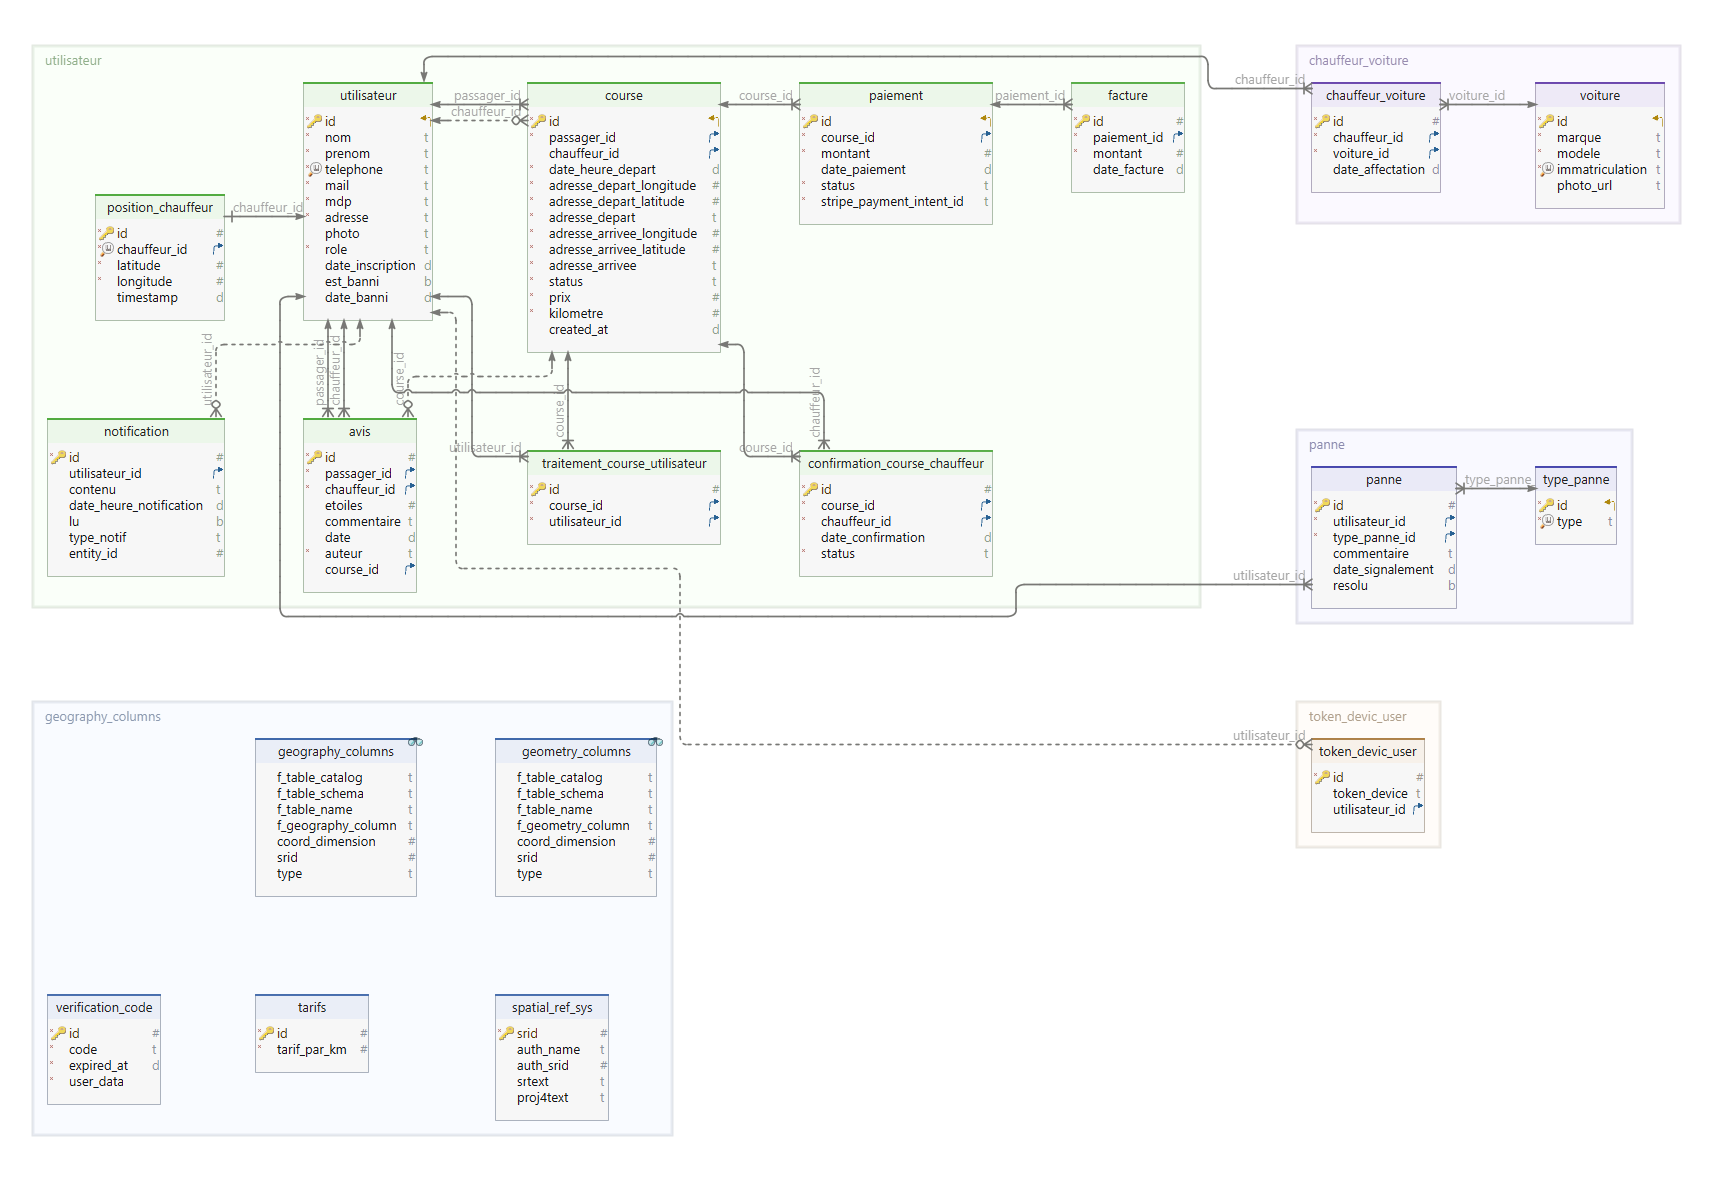 utilisateur
utilisateur
id
nom t
prenom t
telephone t
mail t
mdp t
adresse t
photo t
role t
date_inscription d
est_banni b
date_banni d
passager_id
chauffeur_id
course
id
passager_id
chauffeur_id
date_heure_depart d
adresse_depart_longitude #
adresse_depart_latitude #
adresse_depart t
adresse_arrivee_longitude #
adresse_arrivee_latitude #
adresse_arrivee t
status t
prix #
kilometre #
created_at d
course_id
paiement
id
course_id
montant #
date_paiement d
status t
stripe_payment_intent_id t
paiement_id
facture
id #
paiement_id
montant #
date_facture d
position_chauffeur
id #
chauffeur_id
latitude #
longitude #
timestamp d
chauffeur_id
utilisateur_id
passager_id
chauffeur_id
course_id
course_id
chauffeur_id
utilisateur_id
course_id
notification
id #
utilisateur_id
contenu t
date_heure_notification d
lu b
type_notif t
entity_id #
avis
id #
passager_id
chauffeur_id
etoiles #
commentaire t
date d
auteur t
course_id
traitement_course_utilisateur
id #
course_id
utilisateur_id
confirmation_course_chauffeur
id #
course_id
chauffeur_id
date_confirmation d
status t
chauffeur_voiture
chauffeur_id
chauffeur_voiture
id #
chauffeur_id
voiture_id
date_affectation d
voiture_id
voiture
id
marque t
modele t
immatriculation t
photo_url t
panne
panne
id #
utilisateur_id
type_panne_id
commentaire t
date_signalement d
resolu b
type_panne
type_panne
id
type t
utilisateur_id
geography_columns
geography_columns
f_table_catalog t
f_table_schema t
f_table_name t
f_geography_column t
coord_dimension #
srid #
type t
geometry_columns
f_table_catalog t
f_table_schema t
f_table_name t
f_geometry_column t
coord_dimension #
srid #
type t
token_devic_user
utilisateur_id
token_devic_user
id #
token_device t
utilisateur_id
verification_code
id #
code t
expired_at d
user_data
tarifs
id #
tarif_par_km #
spatial_ref_sys
srid #
auth_name t
auth_srid #
srtext t
proj4text t